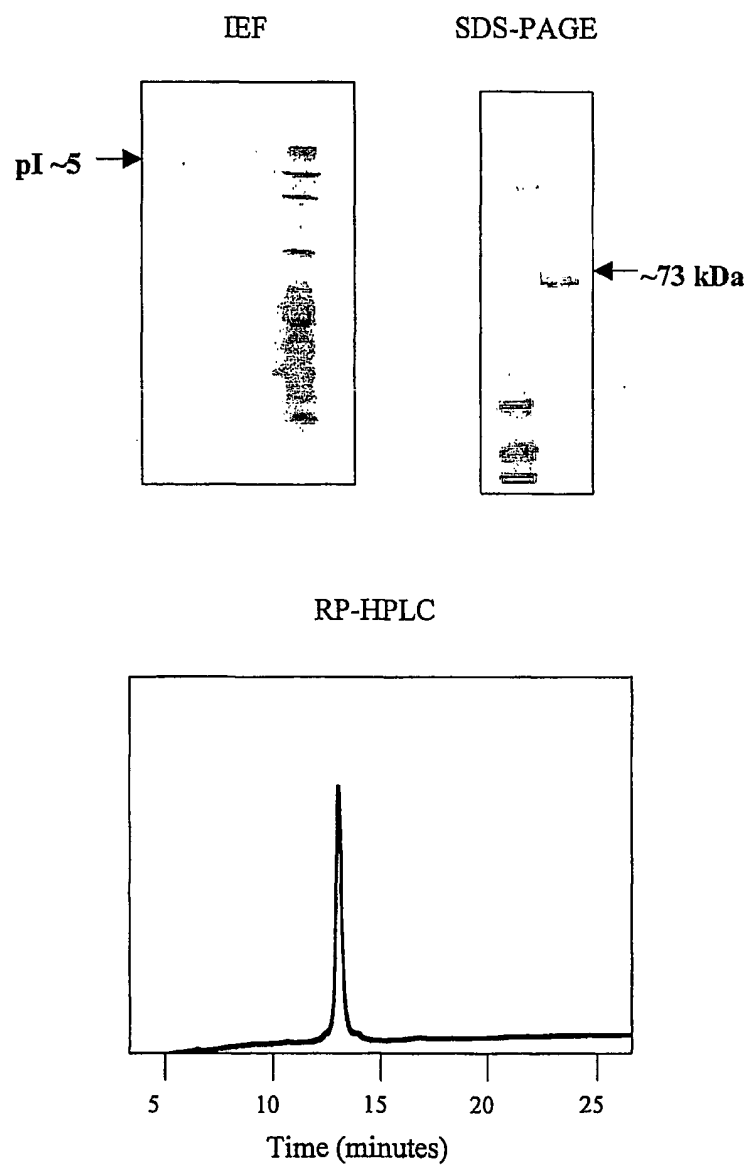 IEF
SDS-PAGE
pI ~5
~73 kDa
RP-HPLC
5 10 15 20 25
Time (minutes)